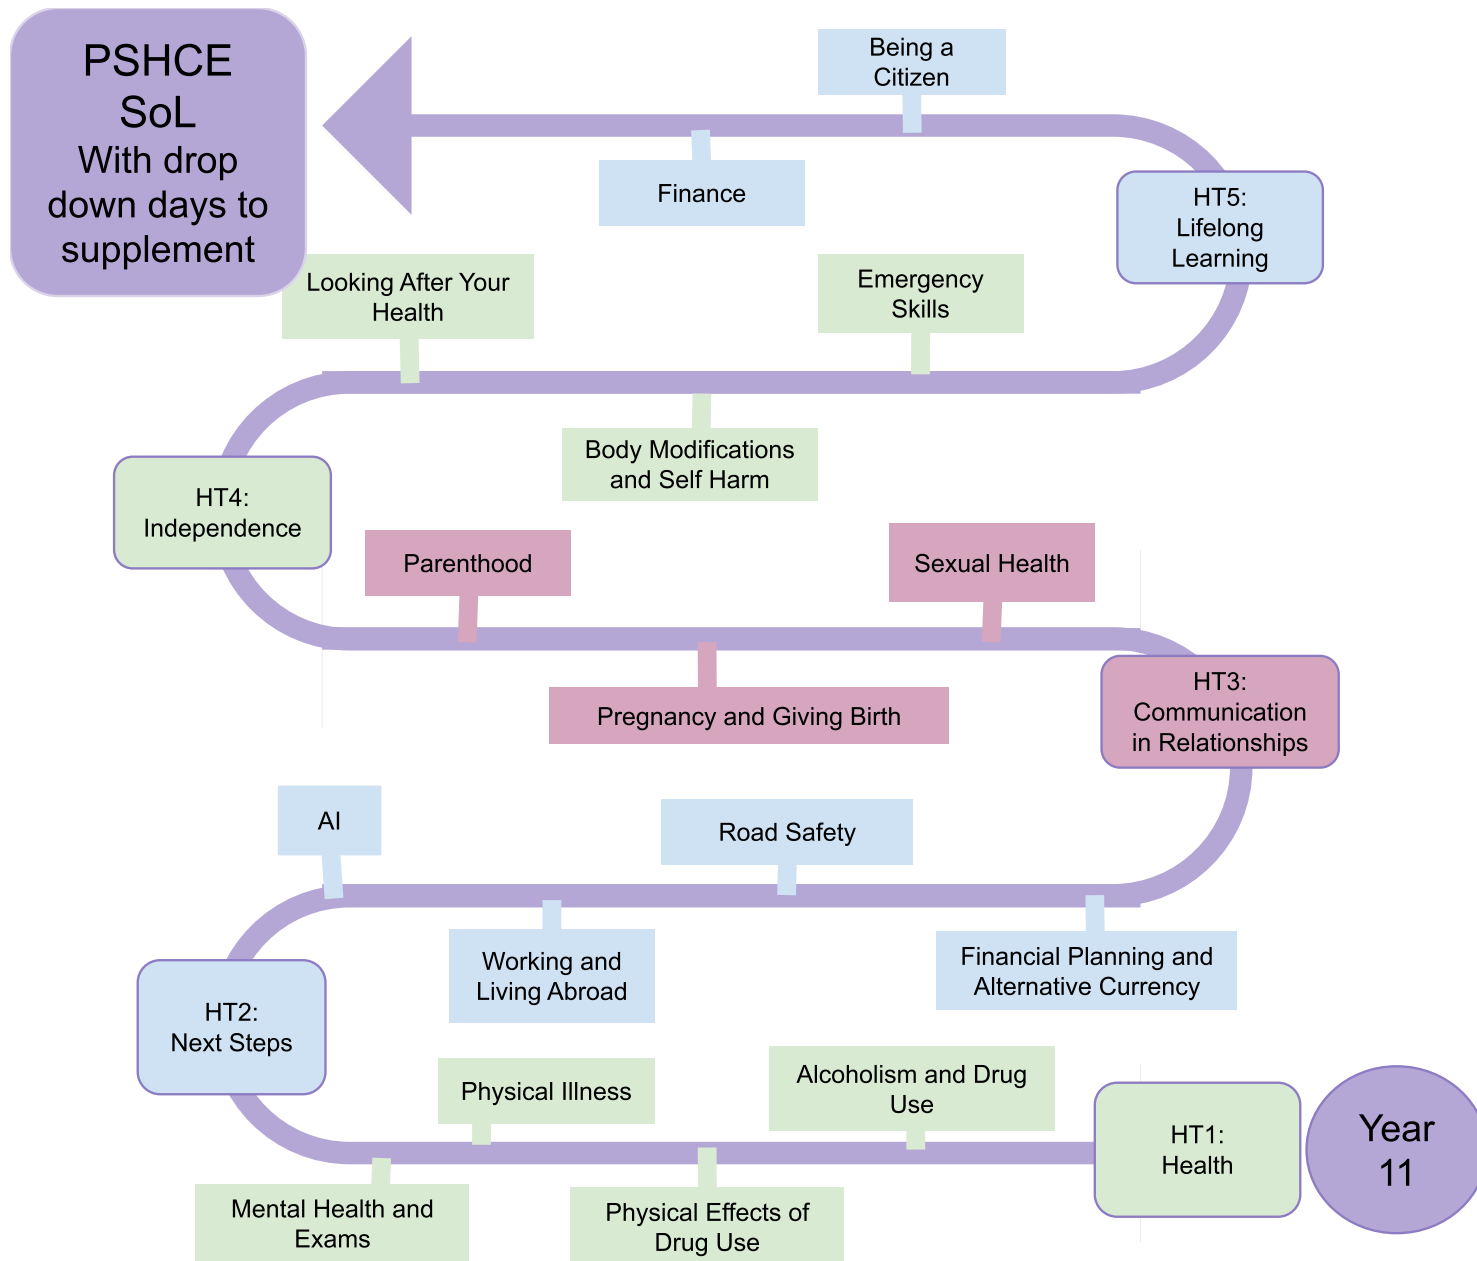 PSHCE
SoL
With drop
down days to
supplement
Being a
Citizen
Finance
HT5:
Lifelong
Learning
Looking After Your
Health
Emergency
Skills
Body Modifications
and Self Harm
HT4:
Independence
Parenthood
Sexual Health
Pregnancy and Giving Birth
HT3:
Communication
in Relationships
AI
Road Safety
Working and
Living Abroad
Financial Planning and
Alternative Currency
HT2:
Next Steps
Physical Illness
Alcoholism and Drug
Use
Mental Health and
Exams
Physical Effects of
Drug Use
HT1:
Health
Year
11